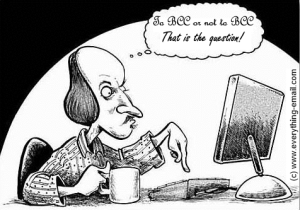 To BCC or not to BCC
That is the question!
(c) www.everything-email.com